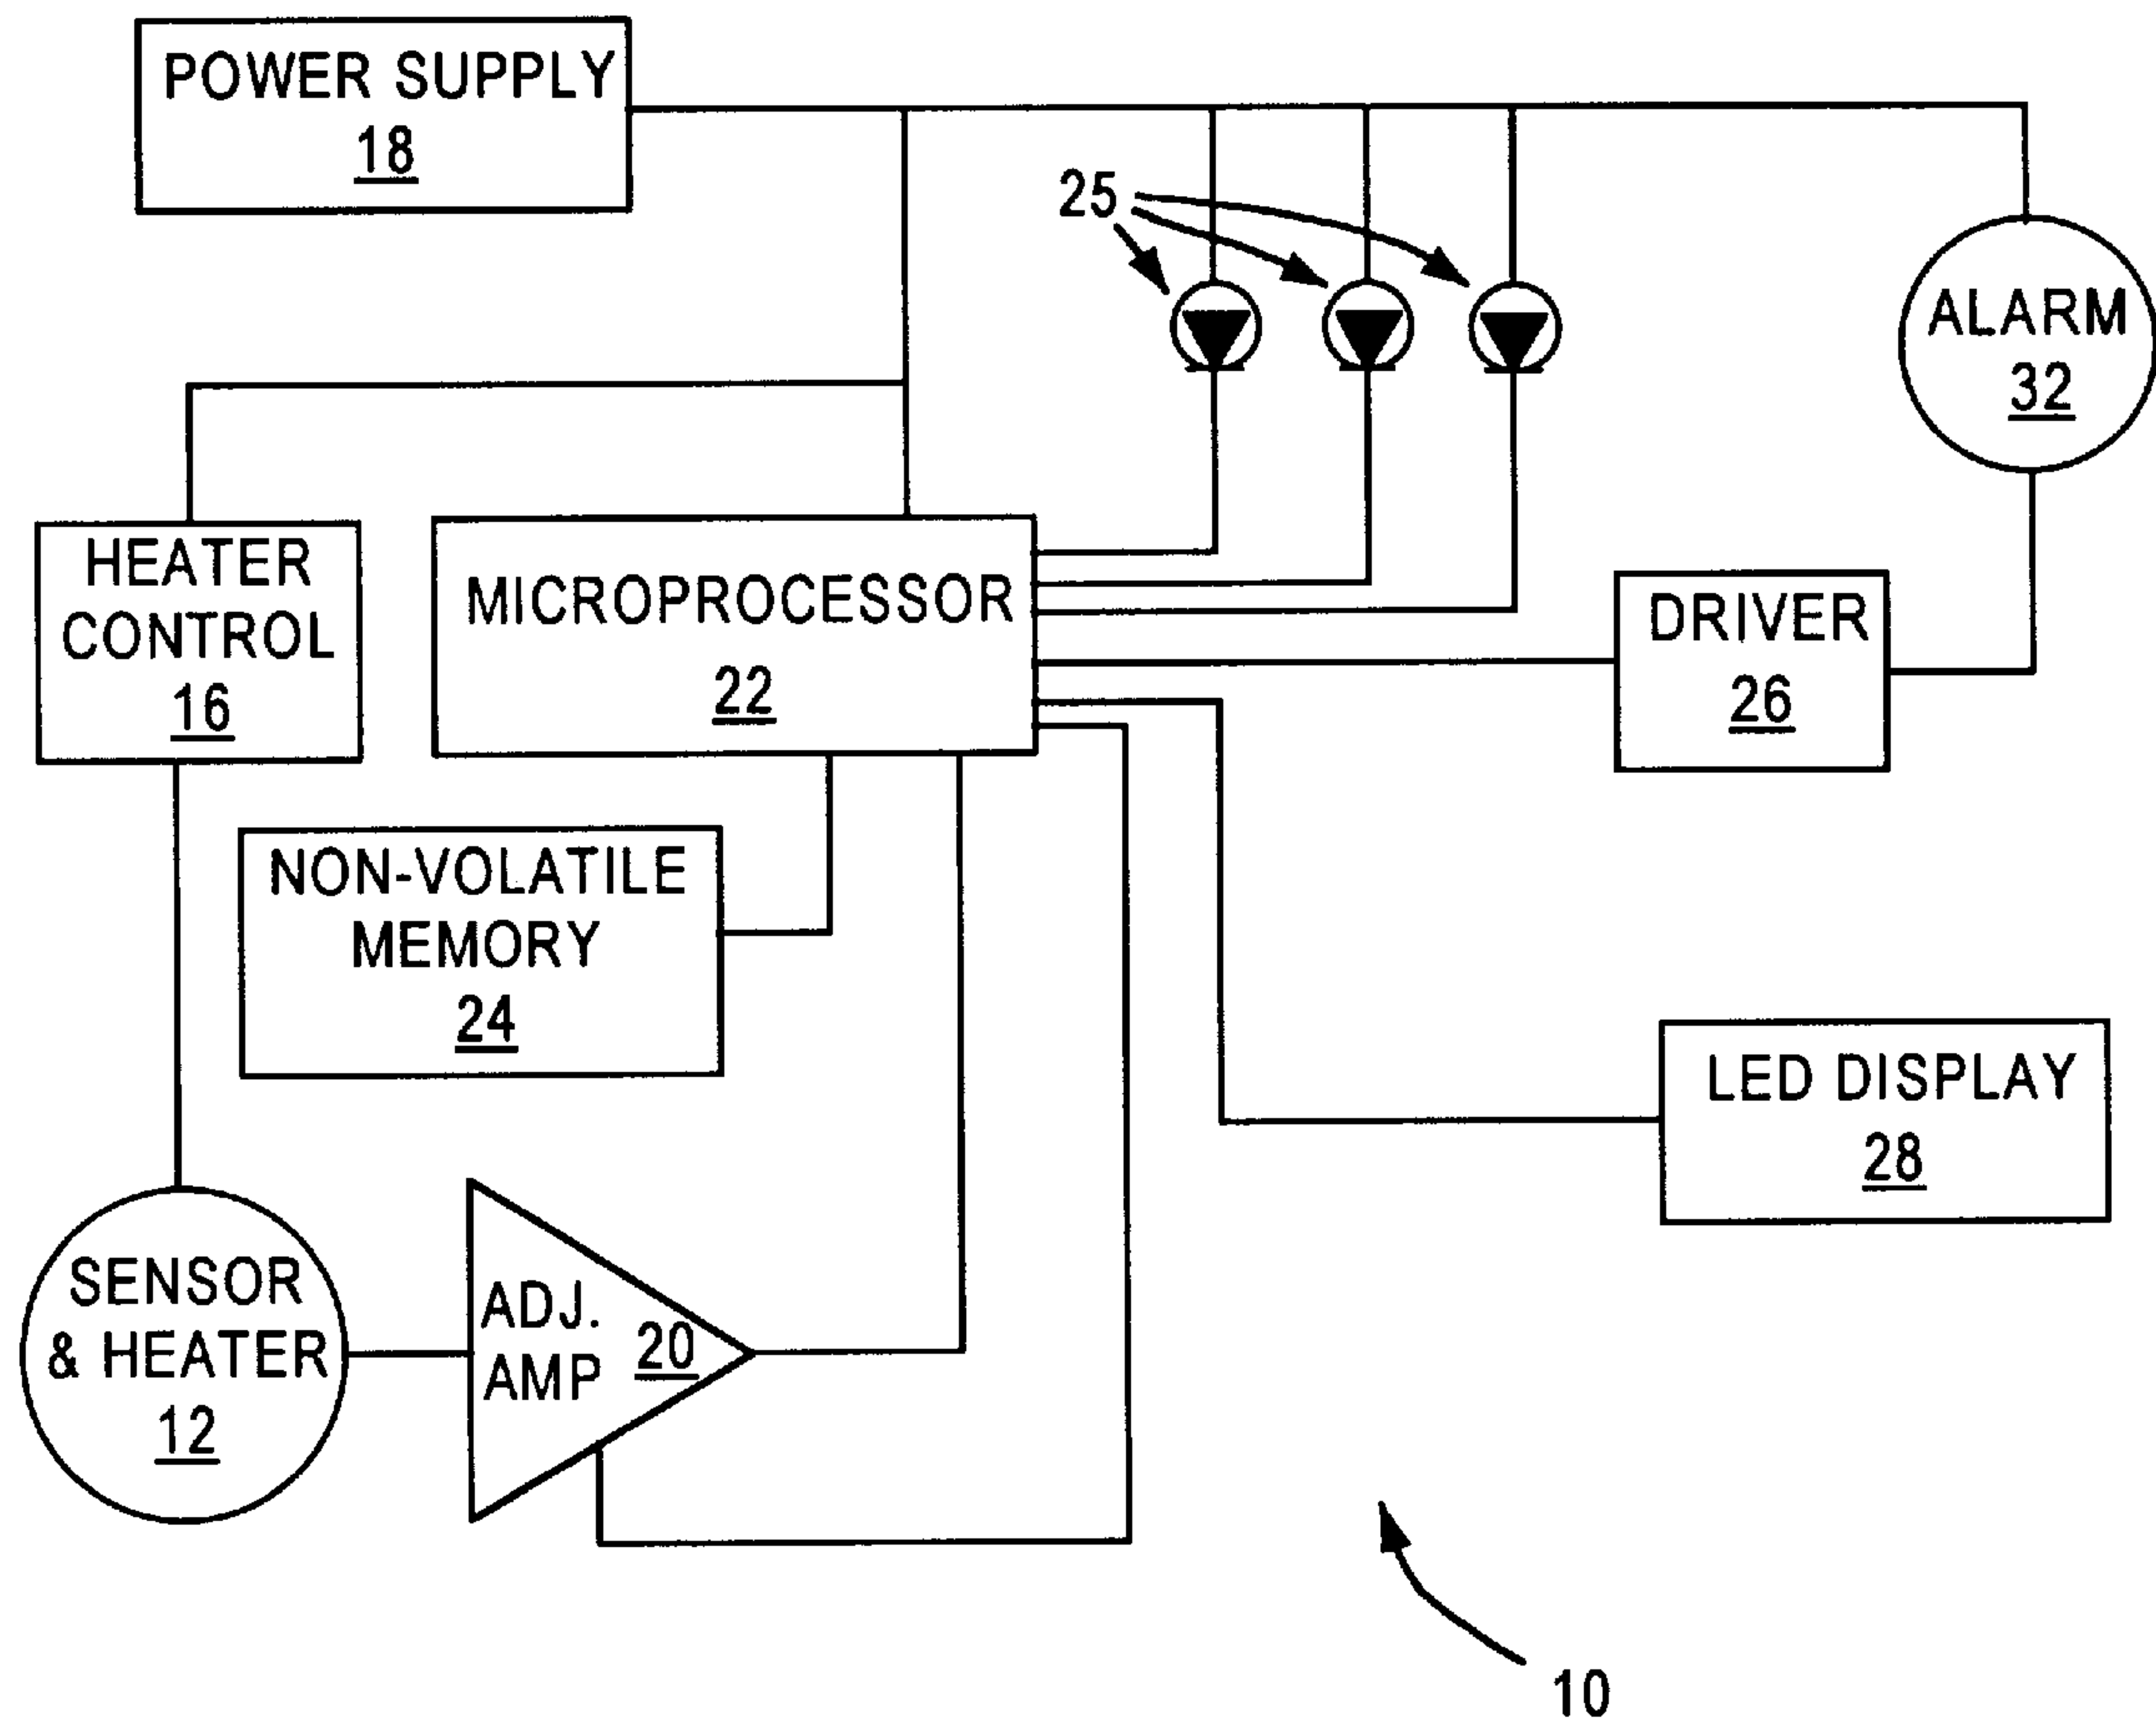 POWER SUPPLY
18
25
ALARM
32
HEATER
CONTROL
16
MICROPROCESSOR
22
DRIVER
26
NON-VOLATILE
MEMORY
24
LED DISPLAY
28
SENSOR
& HEATER
12
ADJ.
AMP
20
10